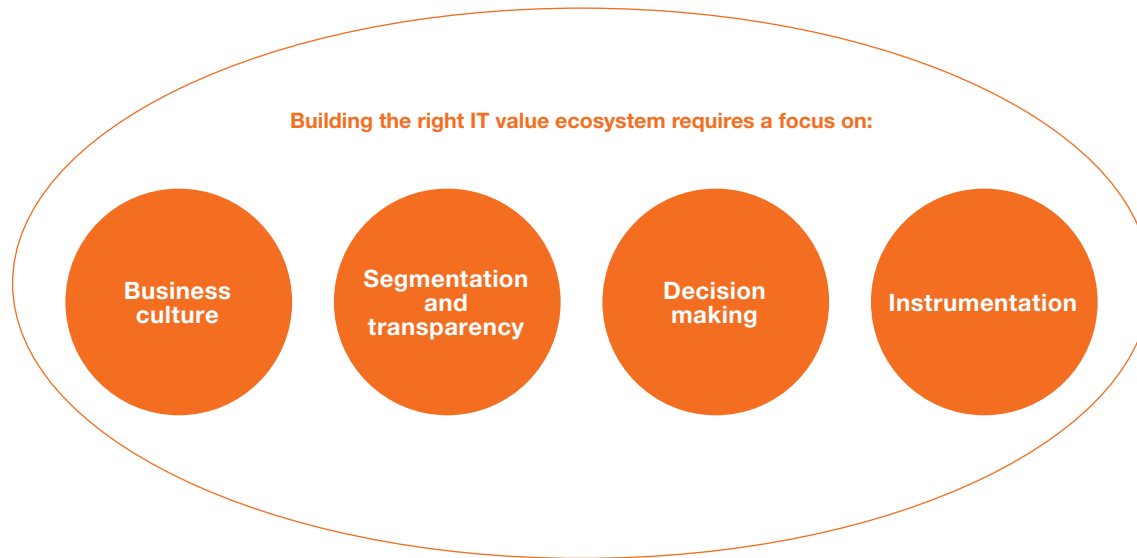 Building the right IT value ecosystem requires a focus on:
Business
culture
Segmentation
and
transparency
Decision
making
Instrumentation